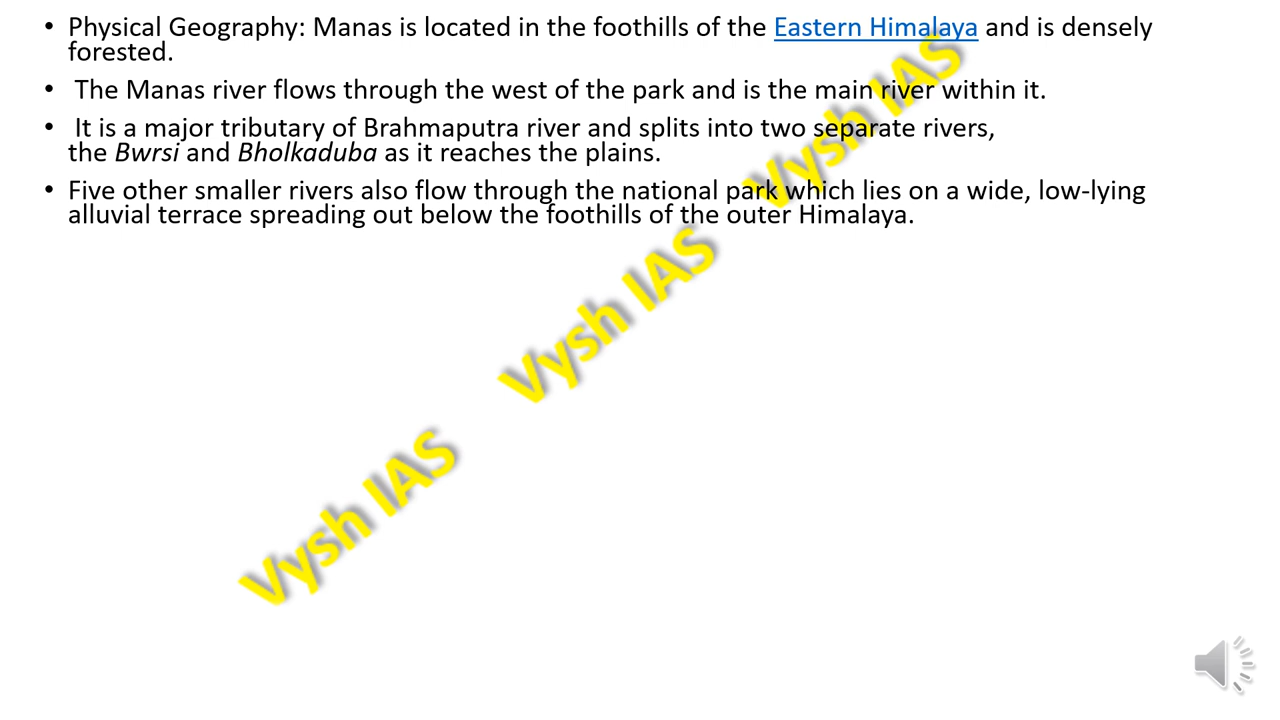 • Physical Geography: Manas is located in the foothills of the Eastern Himalaya and is densely
forested.
• The Manas river flows through the west of the park and is the main river within it.
• It is a major tributary of Brahmaputra river and splits into two separate rivers,
the Bwrsi and Bholkaduba as it reaches the plains.
• Five other smaller rivers also flow through the national park which lies on a wide, low-lying
alluvial terrace spreading out below the foothills of the outer Himalaya.
Vysh IAS
Vysh IAS
Vysh IAS